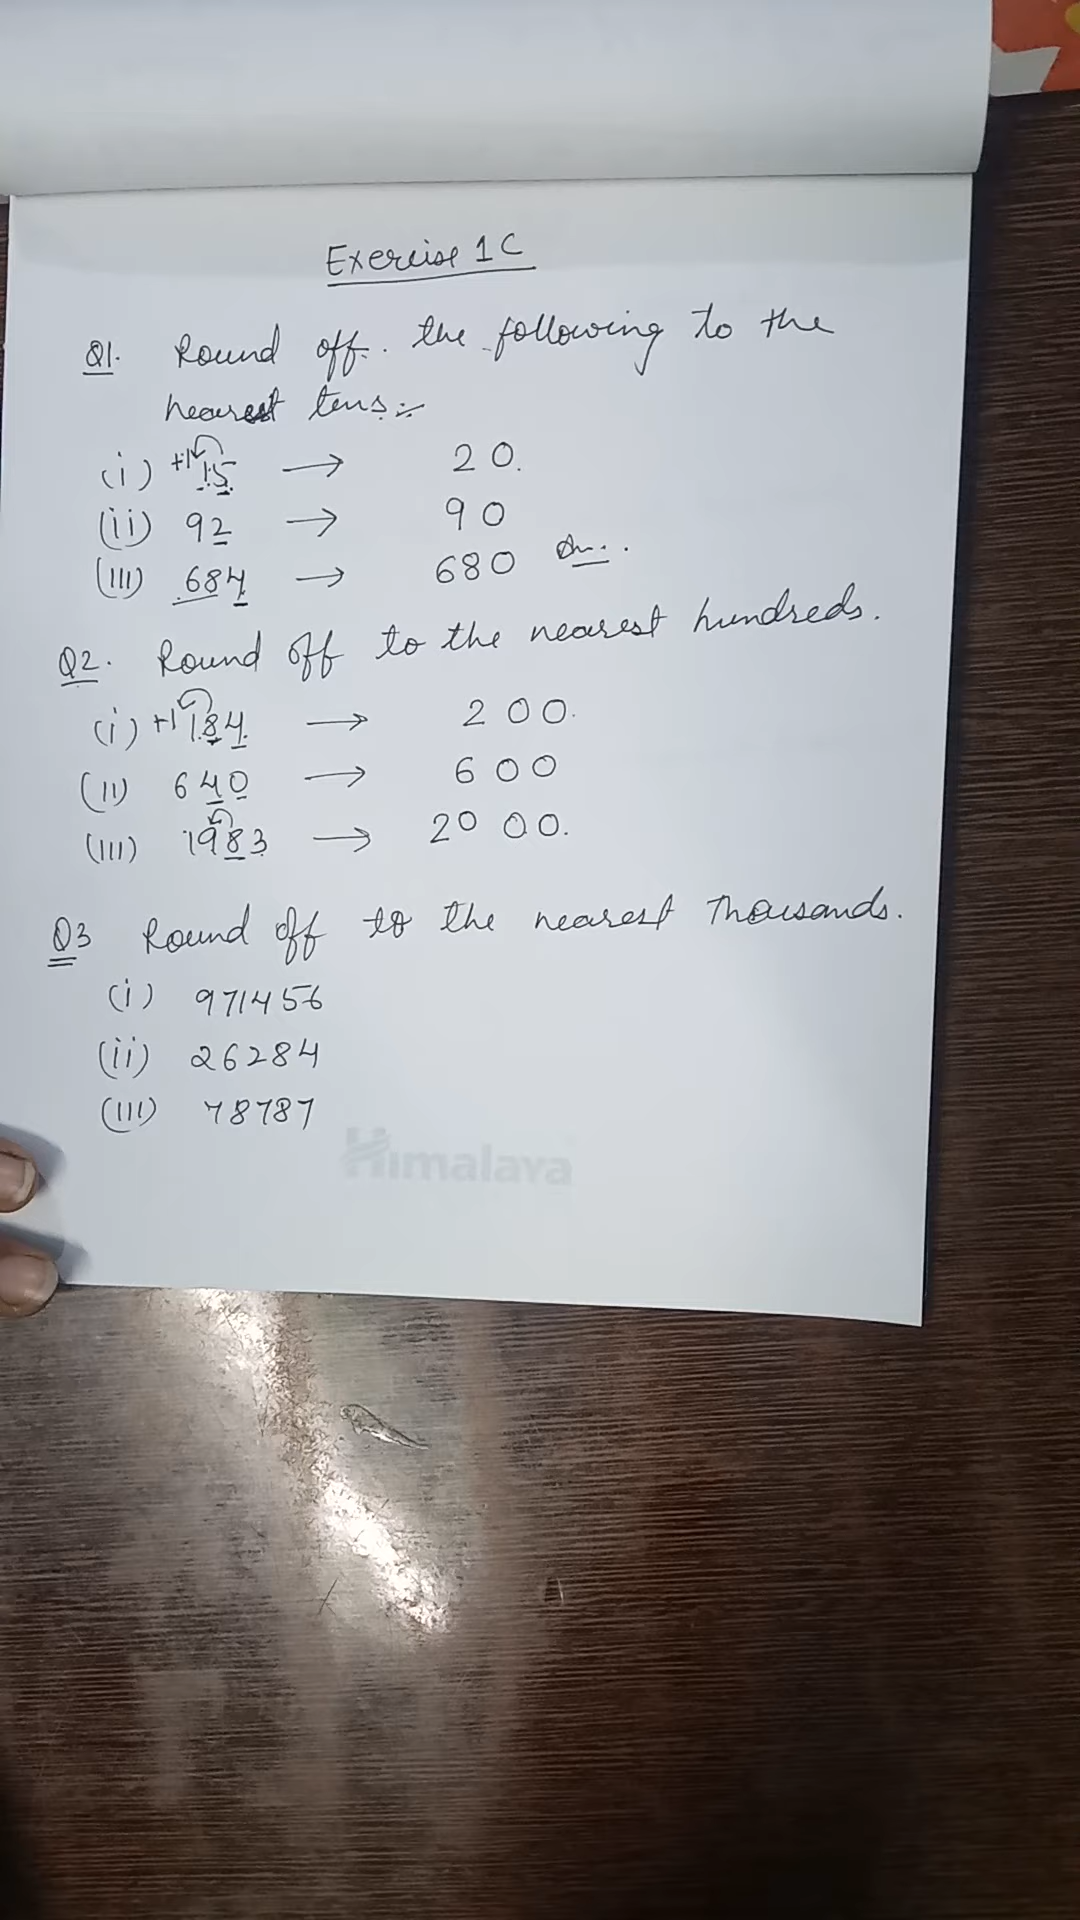 Exercise 1C
Q1. Round off. the following to the
nearest tens:-
(i) +1 15 → 20.
(ii) 92 → 90
(III) 684 → 680
Q2. Round off to the nearest hundreds.
(i) +1 184 → 200.
(II) 640 → 600
(III) 1983 → 2000.
Q3 Round off to the nearest Thousands.
(i) 971456
(ii) 26284
(III) 78787
Himalaya